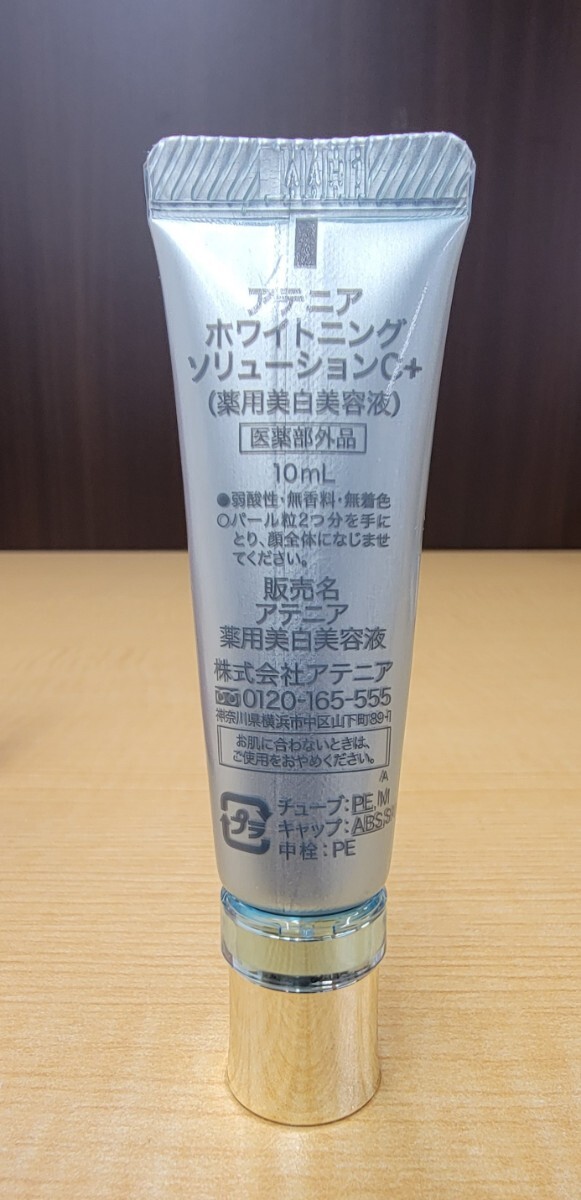 アテニア
ホワイトニング
ソリューションC+
(薬用美白美容液)
医薬部外品
10mL
●弱酸性・無香料・無着色
○パール粒2つ分を手に
とり、顔全体になじませ
てください。
販売名
アテニア
薬用美白美容液
株式会社アテニア
0120-165-555
神奈川県横浜市中区山下町89-1
お肌に合わないときは、
ご使用をおやめください。
/A
プラ
チューブ:PE,M
キャップ:ABS,S
中栓:PE